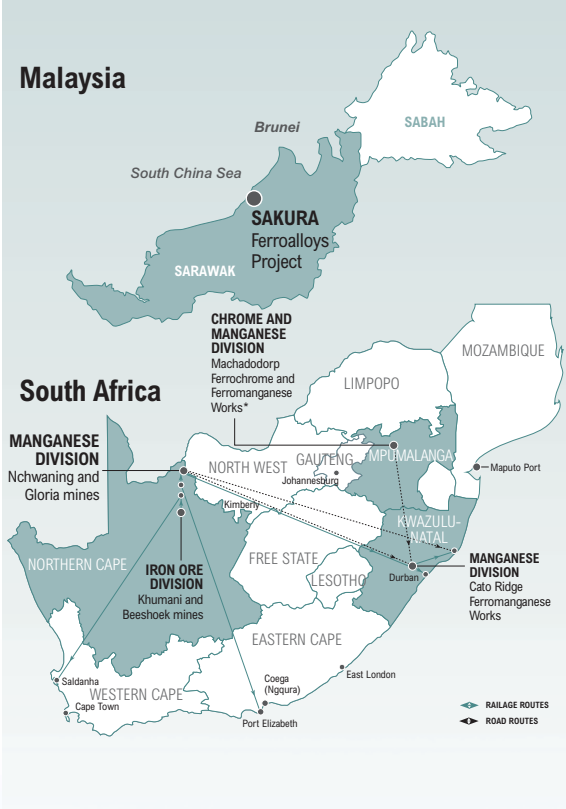 Malaysia
SABAH
Brunei
South China Sea
SAKURA
Ferroalloys
Project
SARAWAK
CHROME AND
MANGANESE
DIVISION
Machadodorp
Ferrochrome and
Ferromanganese
Works*
MOZAMBIQUE
LIMPOPO
South Africa
MANGANESE
DIVISION
Nchwaning and
Gloria mines
NORTH WEST
GAUTENG
MPUMALANGA
Johannesburg
Maputo Port
Kimberly
KWAZULU-
NATAL
NORTHERN CAPE
IRON ORE
DIVISION
Khumani and
Beeshoek mines
FREE STATE
LESOTHO
Durban
MANGANESE
DIVISION
Cato Ridge
Ferromanganese
Works
EASTERN CAPE
East London
Coega
(Ngqura)
Saldanha
WESTERN CAPE
Cape Town
Port Elizabeth
RAILAGE ROUTES
ROAD ROUTES